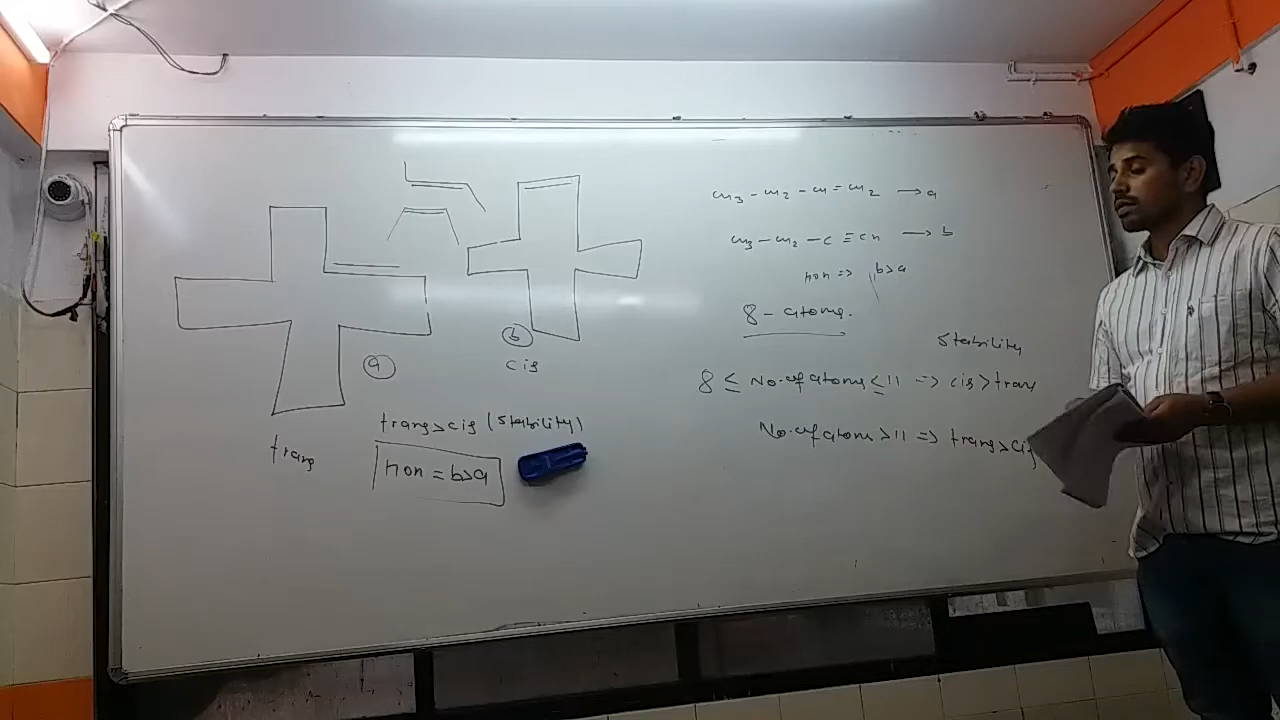 a
trans
b
cis
trans>cis (Stability)
HOH = b>a
CH3 - CH2 - CH = CH2 → a
CH3 - CH2 - C ≡ CH → b
HOH => b>a
8 - atoms.
Stability
8 ≤ No.of atoms ≤ 11 => cis > trans
No.of atoms > 11 => trans>cis